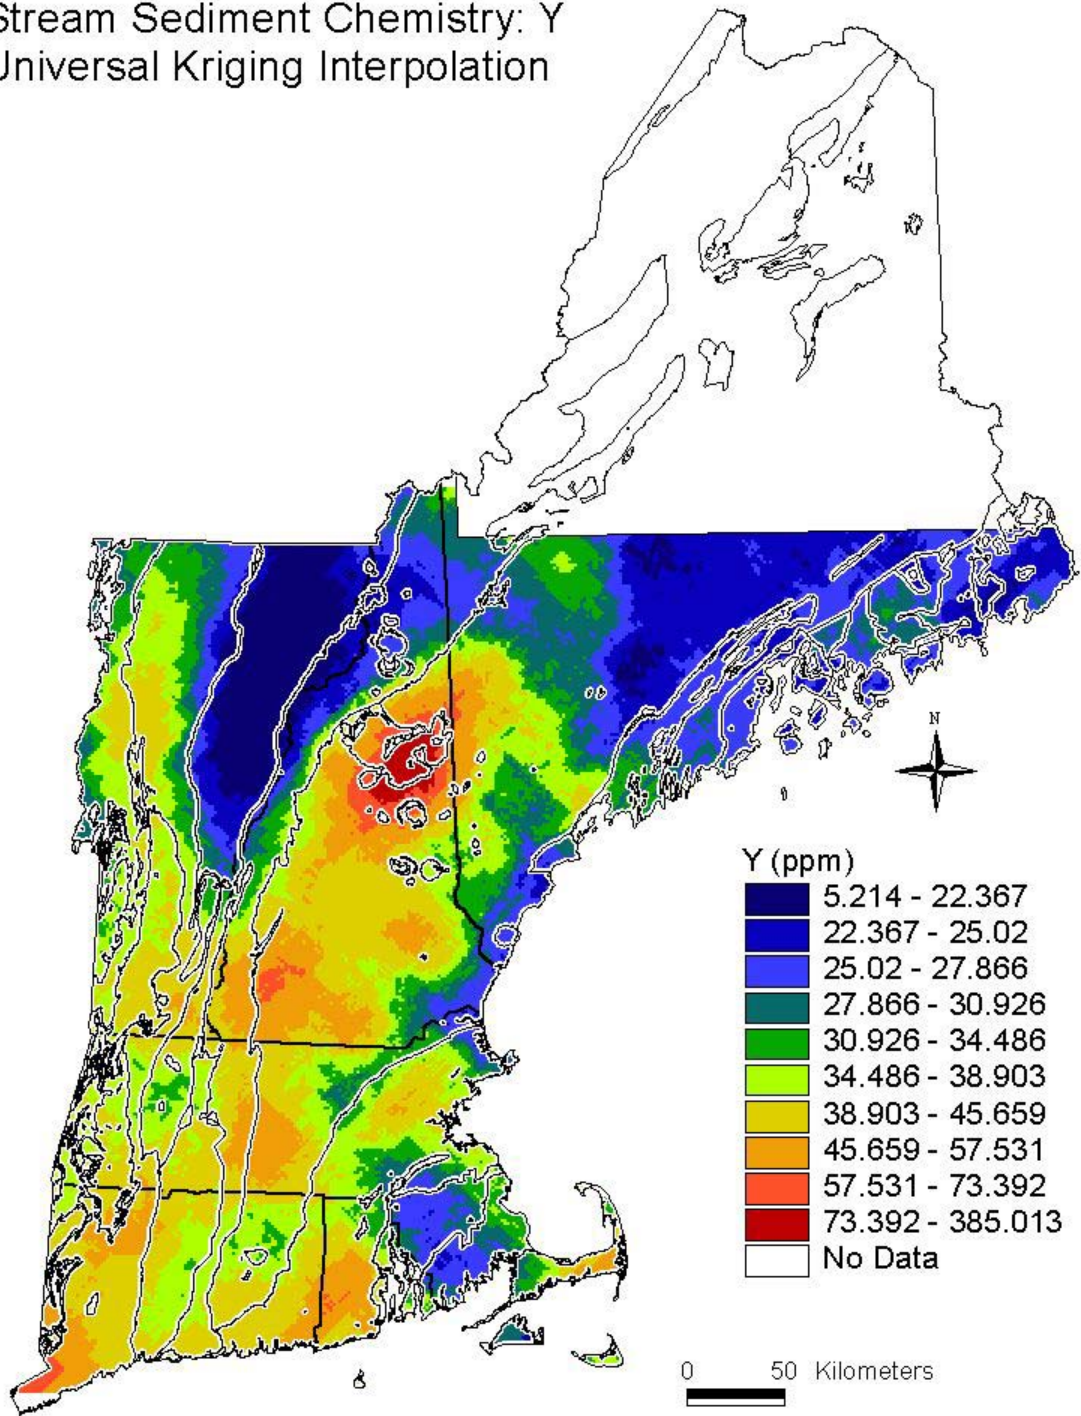 Stream Sediment Chemistry: Y
Universal Kriging Interpolation
N
Y (ppm)
5.214 - 22.367
22.367 - 25.02
25.02 - 27.866
27.866 - 30.926
30.926 - 34.486
34.486 - 38.903
38.903 - 45.659
45.659 - 57.531
57.531 - 73.392
73.392 - 385.013
No Data
0 50 Kilometers